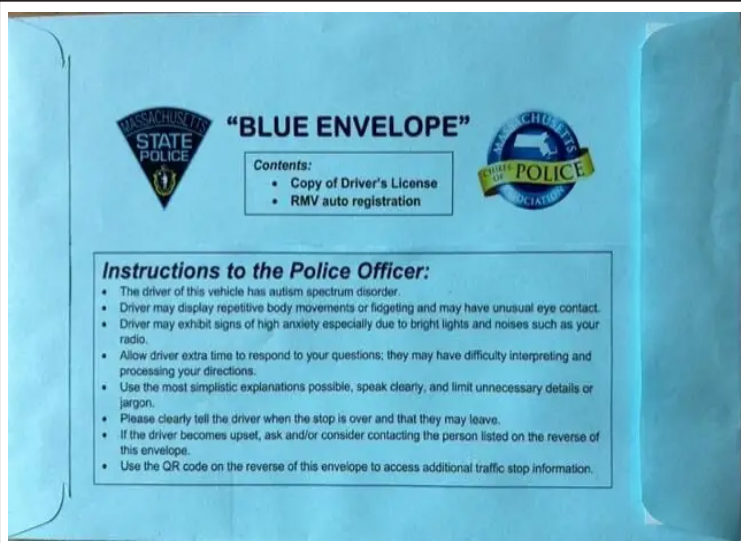 MASSACHUSETTS
STATE
POLICE
"BLUE ENVELOPE"
Contents:
• Copy of Driver's License
• RMV auto registration
MASSACHUSETTS
CHIEFS
OF
POLICE
ASSOCIATION
Instructions to the Police Officer:
• The driver of this vehicle has autism spectrum disorder.
• Driver may display repetitive body movements or fidgeting and may have unusual eye contact.
• Driver may exhibit signs of high anxiety especially due to bright lights and noises such as your
radio.
• Allow driver extra time to respond to your questions; they may have difficulty interpreting and
processing your directions.
• Use the most simplistic explanations possible, speak clearly, and limit unnecessary details or
jargon.
• Please clearly tell the driver when the stop is over and that they may leave.
• If the driver becomes upset, ask and/or consider contacting the person listed on the reverse of
this envelope.
• Use the QR code on the reverse of this envelope to access additional traffic stop information.